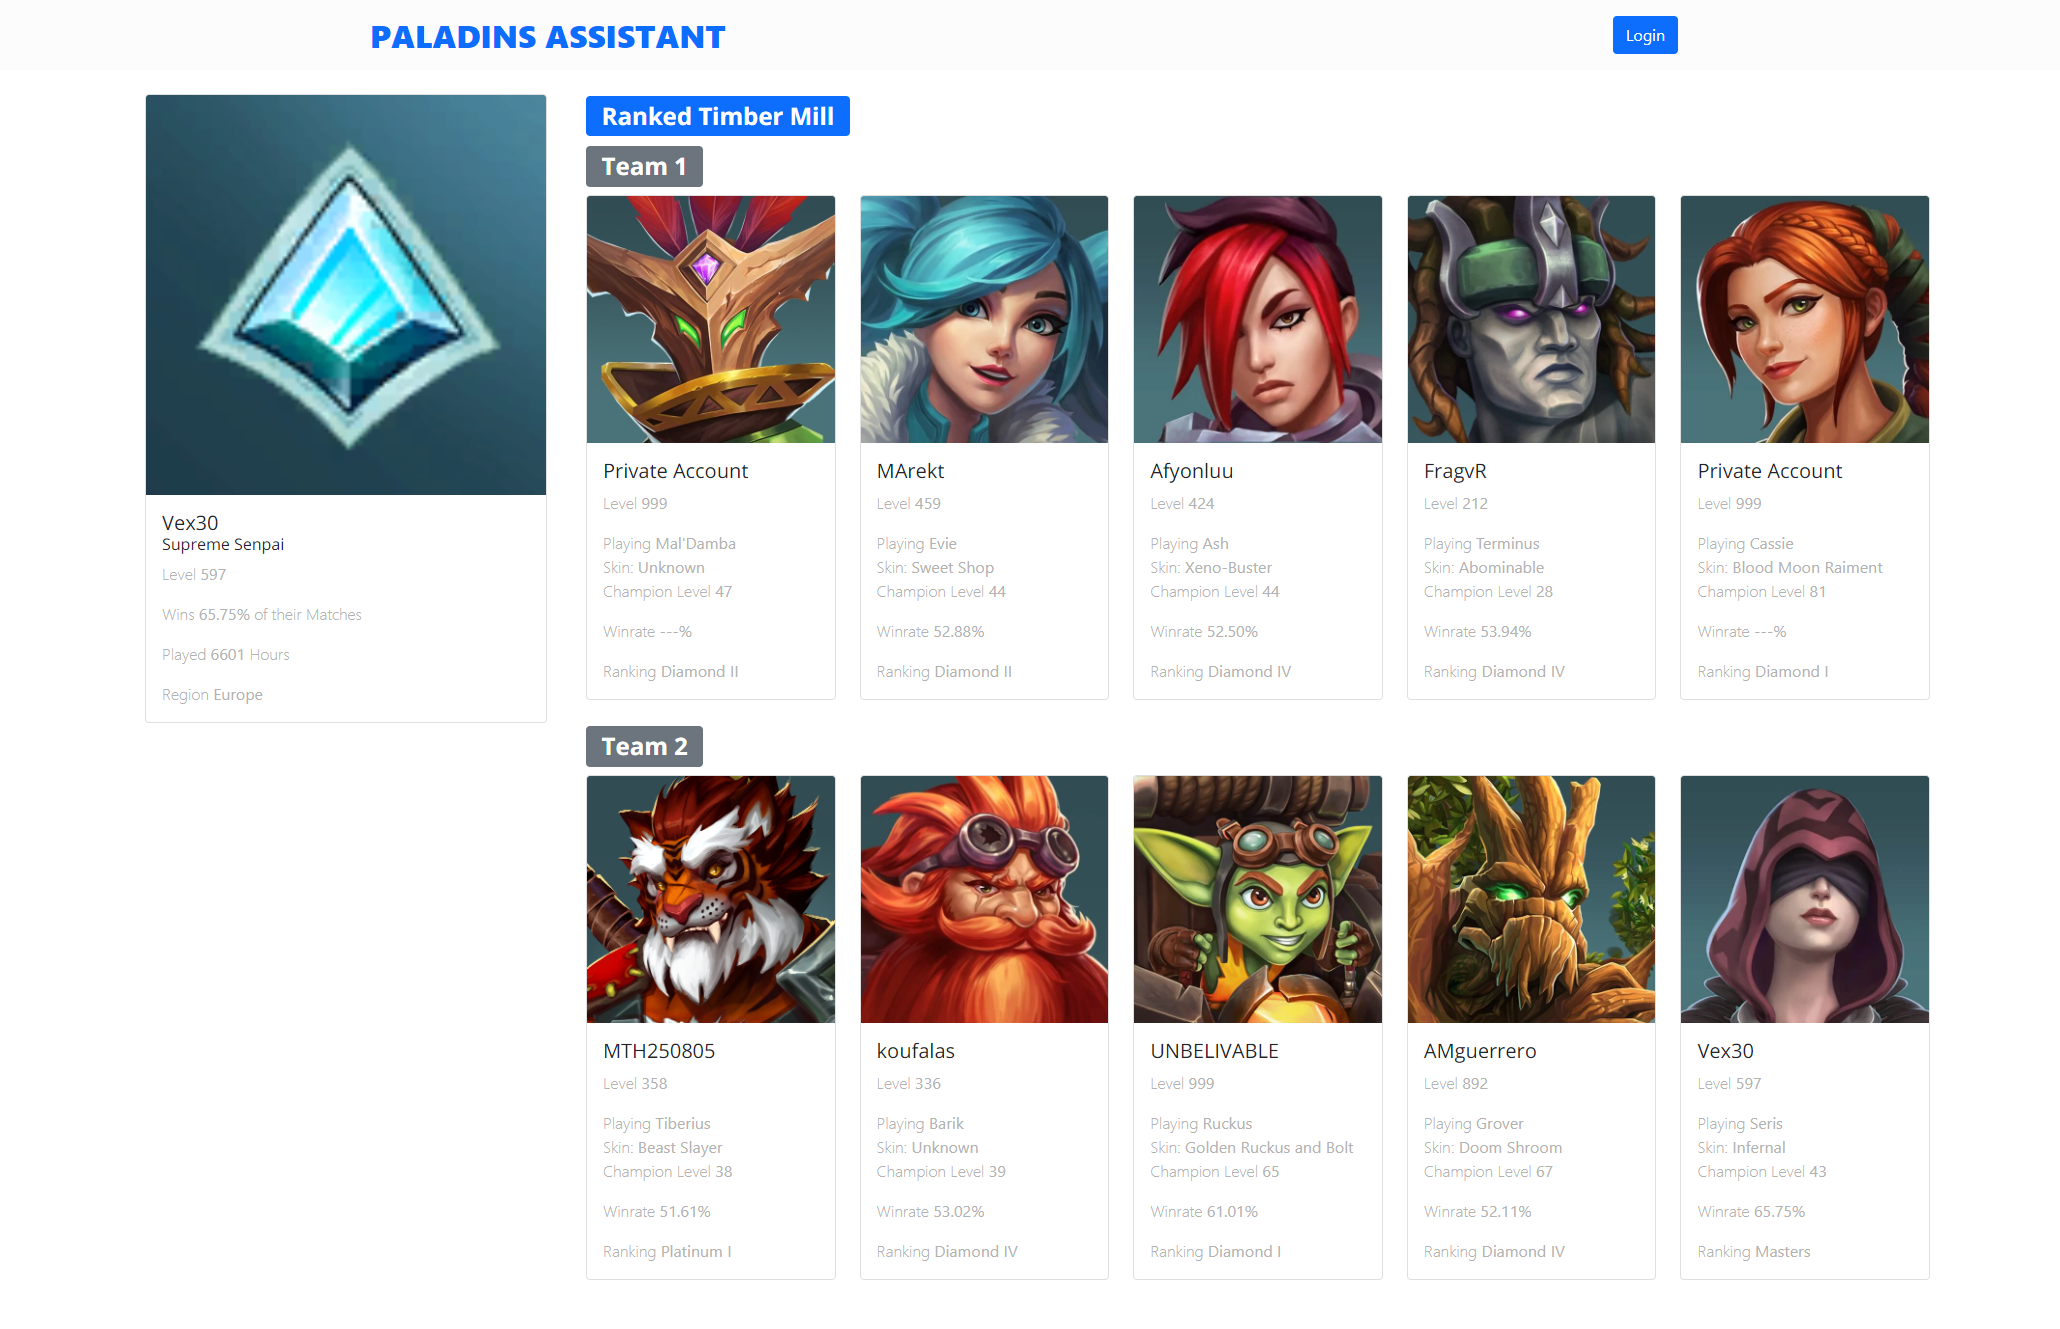 PALADINS ASSISTANT
Login
Vex30
Supreme Senpai
Level 597
Wins 65.75% of their Matches
Played 6601 Hours
Region Europe
Ranked Timber Mill
Team 1
Private Account
Level 999
Playing Mal'Damba
Skin: Unknown
Champion Level 47
Winrate ---%
Ranking Diamond II
MArekt
Level 459
Playing Evie
Skin: Sweet Shop
Champion Level 44
Winrate 52.88%
Ranking Diamond II
Afyonluu
Level 424
Playing Ash
Skin: Xeno-Buster
Champion Level 44
Winrate 52.50%
Ranking Diamond IV
FragvR
Level 212
Playing Terminus
Skin: Abominable
Champion Level 28
Winrate 53.94%
Ranking Diamond IV
Private Account
Level 999
Playing Cassie
Skin: Blood Moon Raiment
Champion Level 81
Winrate ---%
Ranking Diamond I
Team 2
MTH250805
Level 358
Playing Tiberius
Skin: Beast Slayer
Champion Level 38
Winrate 51.61%
Ranking Platinum I
koufalas
Level 336
Playing Barik
Skin: Unknown
Champion Level 39
Winrate 53.02%
Ranking Diamond IV
UNBELIVABLE
Level 999
Playing Ruckus
Skin: Golden Ruckus and Bolt
Champion Level 65
Winrate 61.01%
Ranking Diamond I
AMguerrero
Level 892
Playing Grover
Skin: Doom Shroom
Champion Level 67
Winrate 52.11%
Ranking Diamond IV
Vex30
Level 597
Playing Seris
Skin: Infernal
Champion Level 43
Winrate 65.75%
Ranking Masters